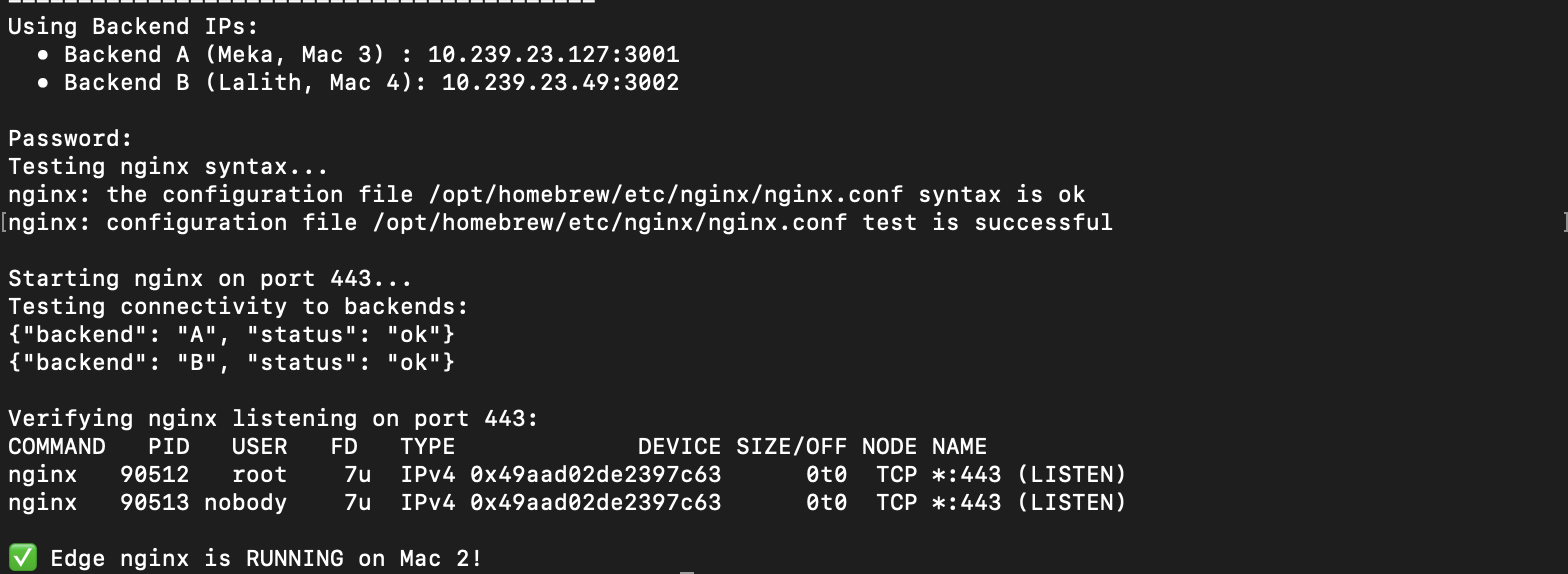 Using Backend IPs:
• Backend A (Meka, Mac 3) : 10.239.23.127:3001
• Backend B (Lalith, Mac 4): 10.239.23.49:3002
Password:
Testing nginx syntax...
nginx: the configuration file /opt/homebrew/etc/nginx/nginx.conf syntax is ok
[nginx: configuration file /opt/homebrew/etc/nginx/nginx.conf test is successful ]
Starting nginx on port 443...
Testing connectivity to backends:
{"backend": "A", "status": "ok"}
{"backend": "B", "status": "ok"}
Verifying nginx listening on port 443:
COMMAND   PID   USER   FD   TYPE             DEVICE SIZE/OFF NODE NAME
nginx   90512   root    7u  IPv4 0x49aad02de2397c63      0t0  TCP *:443 (LISTEN)
nginx   90513 nobody    7u  IPv4 0x49aad02de2397c63      0t0  TCP *:443 (LISTEN)
✅ Edge nginx is RUNNING on Mac 2!